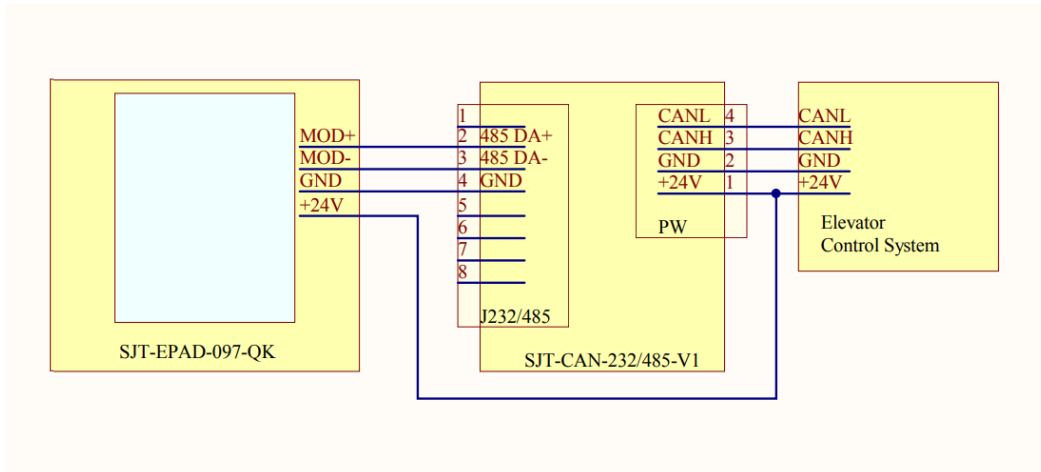 MOD+
MOD-
GND
+24V
SJT-EPAD-097-QK
1
2 485 DA+
3 485 DA-
4 GND
5
6
7
8
J232/485
CANL 4
CANH 3
GND 2
+24V 1
PW
SJT-CAN-232/485-V1
CANL
CANH
GND
+24V
Elevator
Control System